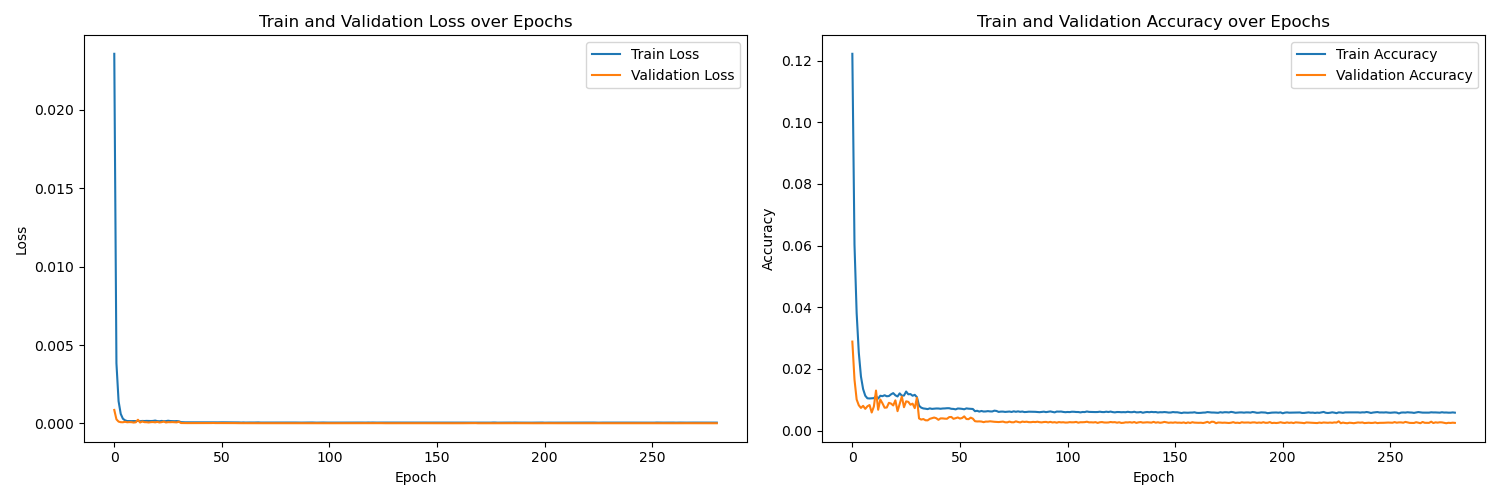 Train and Validation Loss over Epochs
Train Loss
Validation Loss
0.020
0.015
0.010
0.005
0.000
Loss
0
50
100
150
200
250
Epoch
Train and Validation Accuracy over Epochs
Train Accuracy
Validation Accuracy
0.12
0.10
0.08
0.06
0.04
0.02
0.00
Accuracy
0
50
100
150
200
250
Epoch